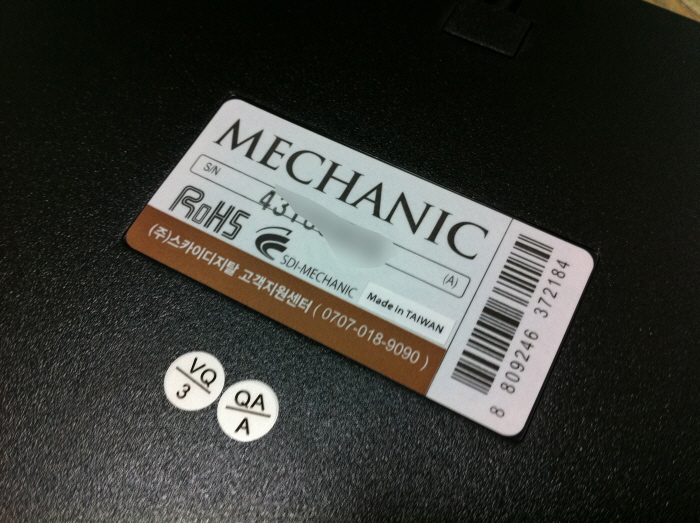 MECHANIC
S/N
(A)
RoHS
SDI-MECHANIC
Made in TAIWAN
(주)스카이디지탈 고객지원센터 ( 0707-018-9090 )
8 809246 372184
VQ
3
QA
A